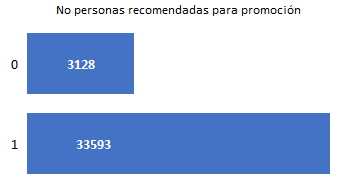 No personas recomendadas para promoción
0
3128
1
33593